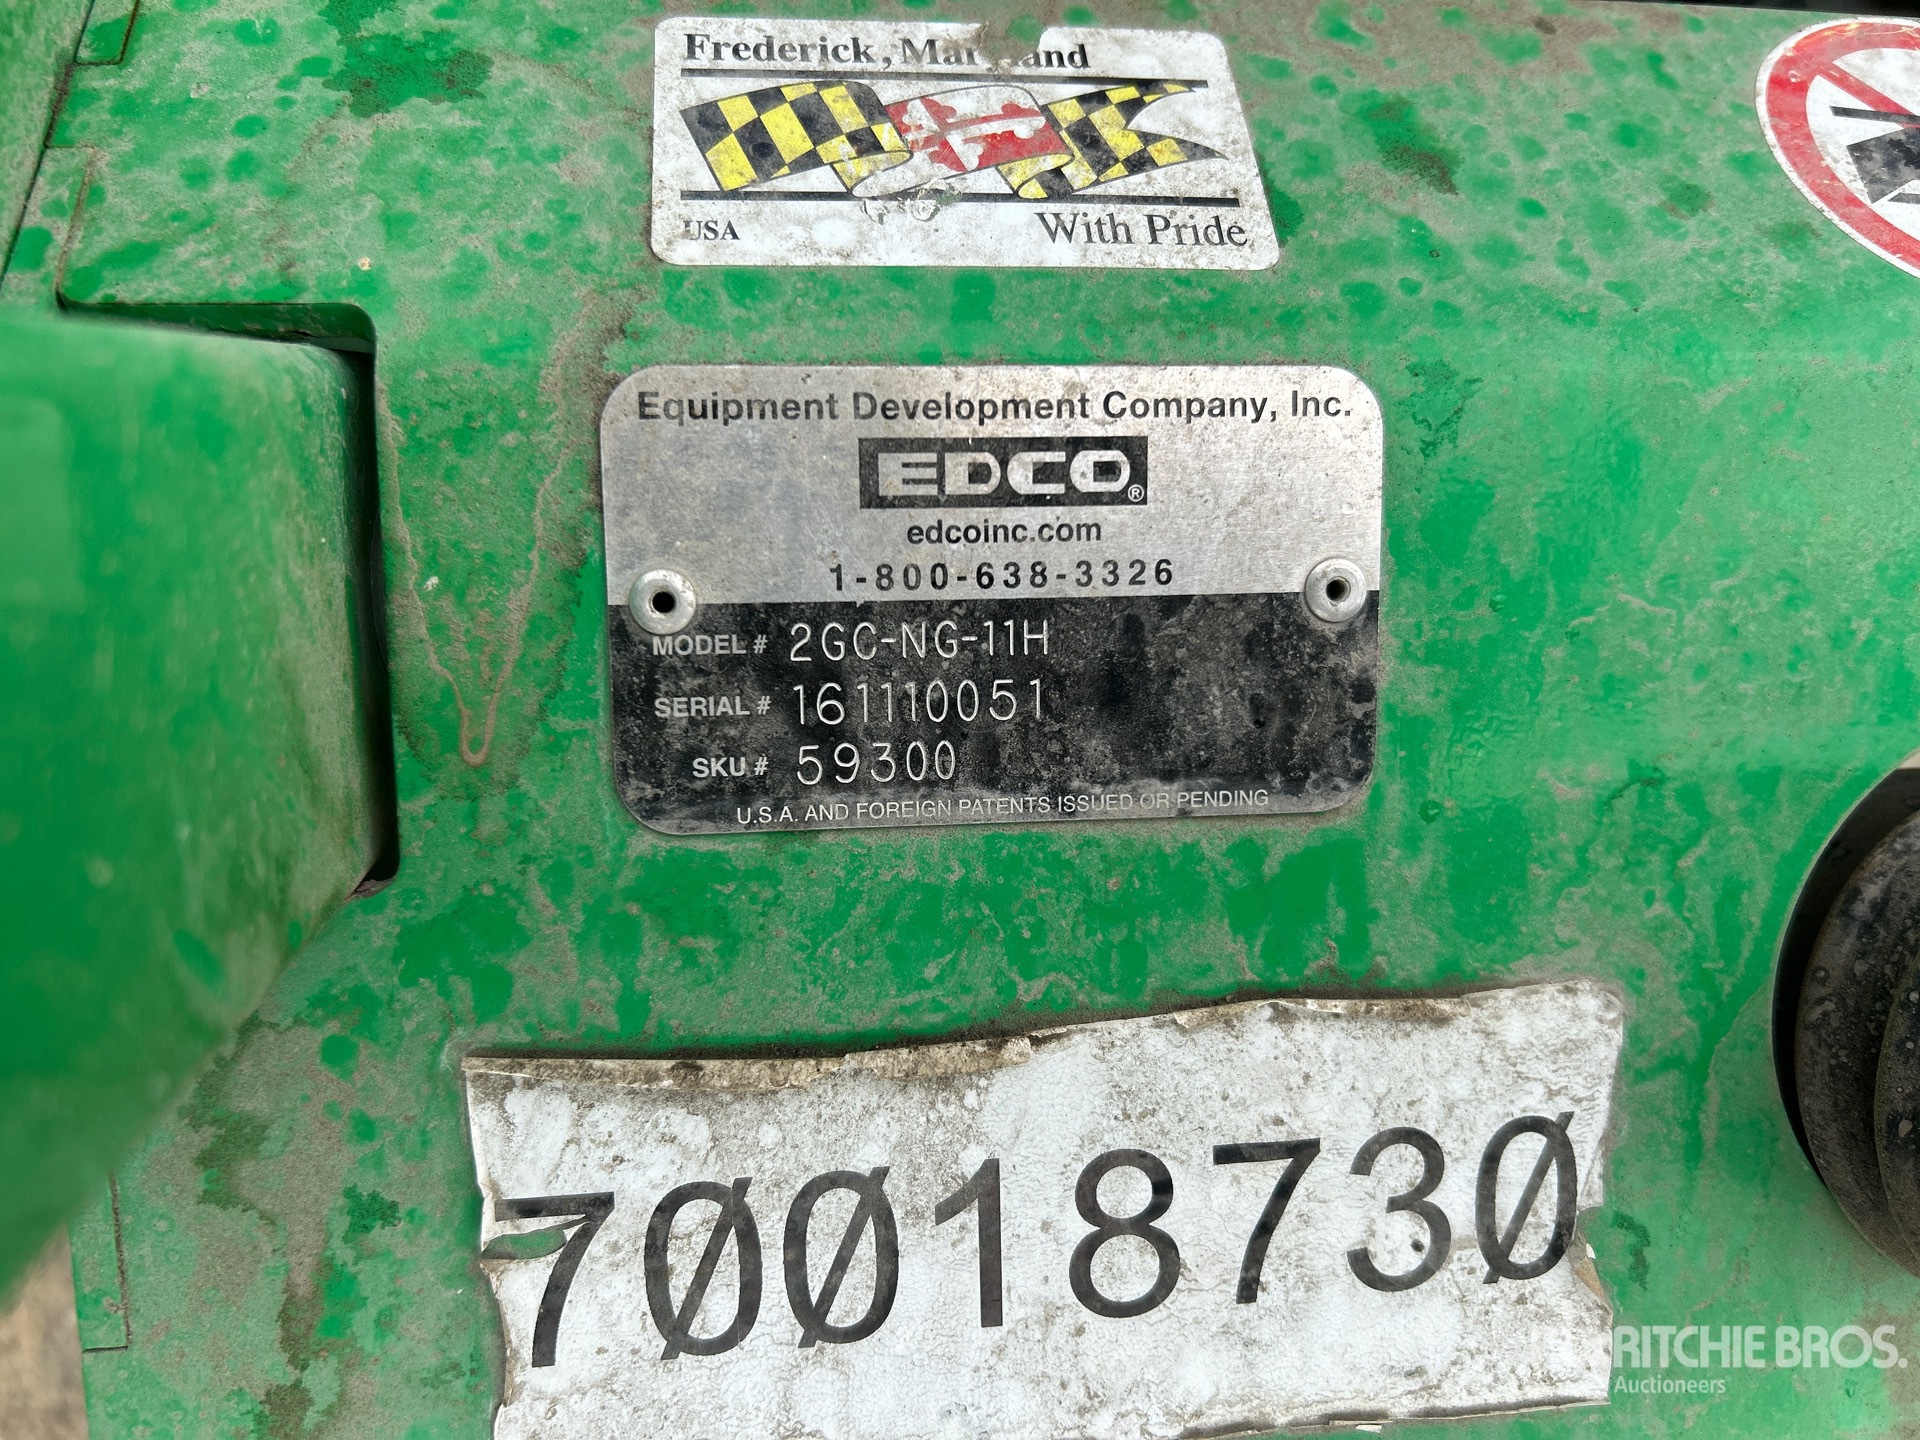 Frederick, Maryland
USA
With Pride
Equipment Development Company, Inc.
EDCO®
edcoinc.com
1-800-638-3326
MODEL # 2GC-NG-11H
SERIAL # 161110051
SKU # 59300
U.S.A. AND FOREIGN PATENTS ISSUED OR PENDING
70018730
RITCHIE BROS.
Auctioneers